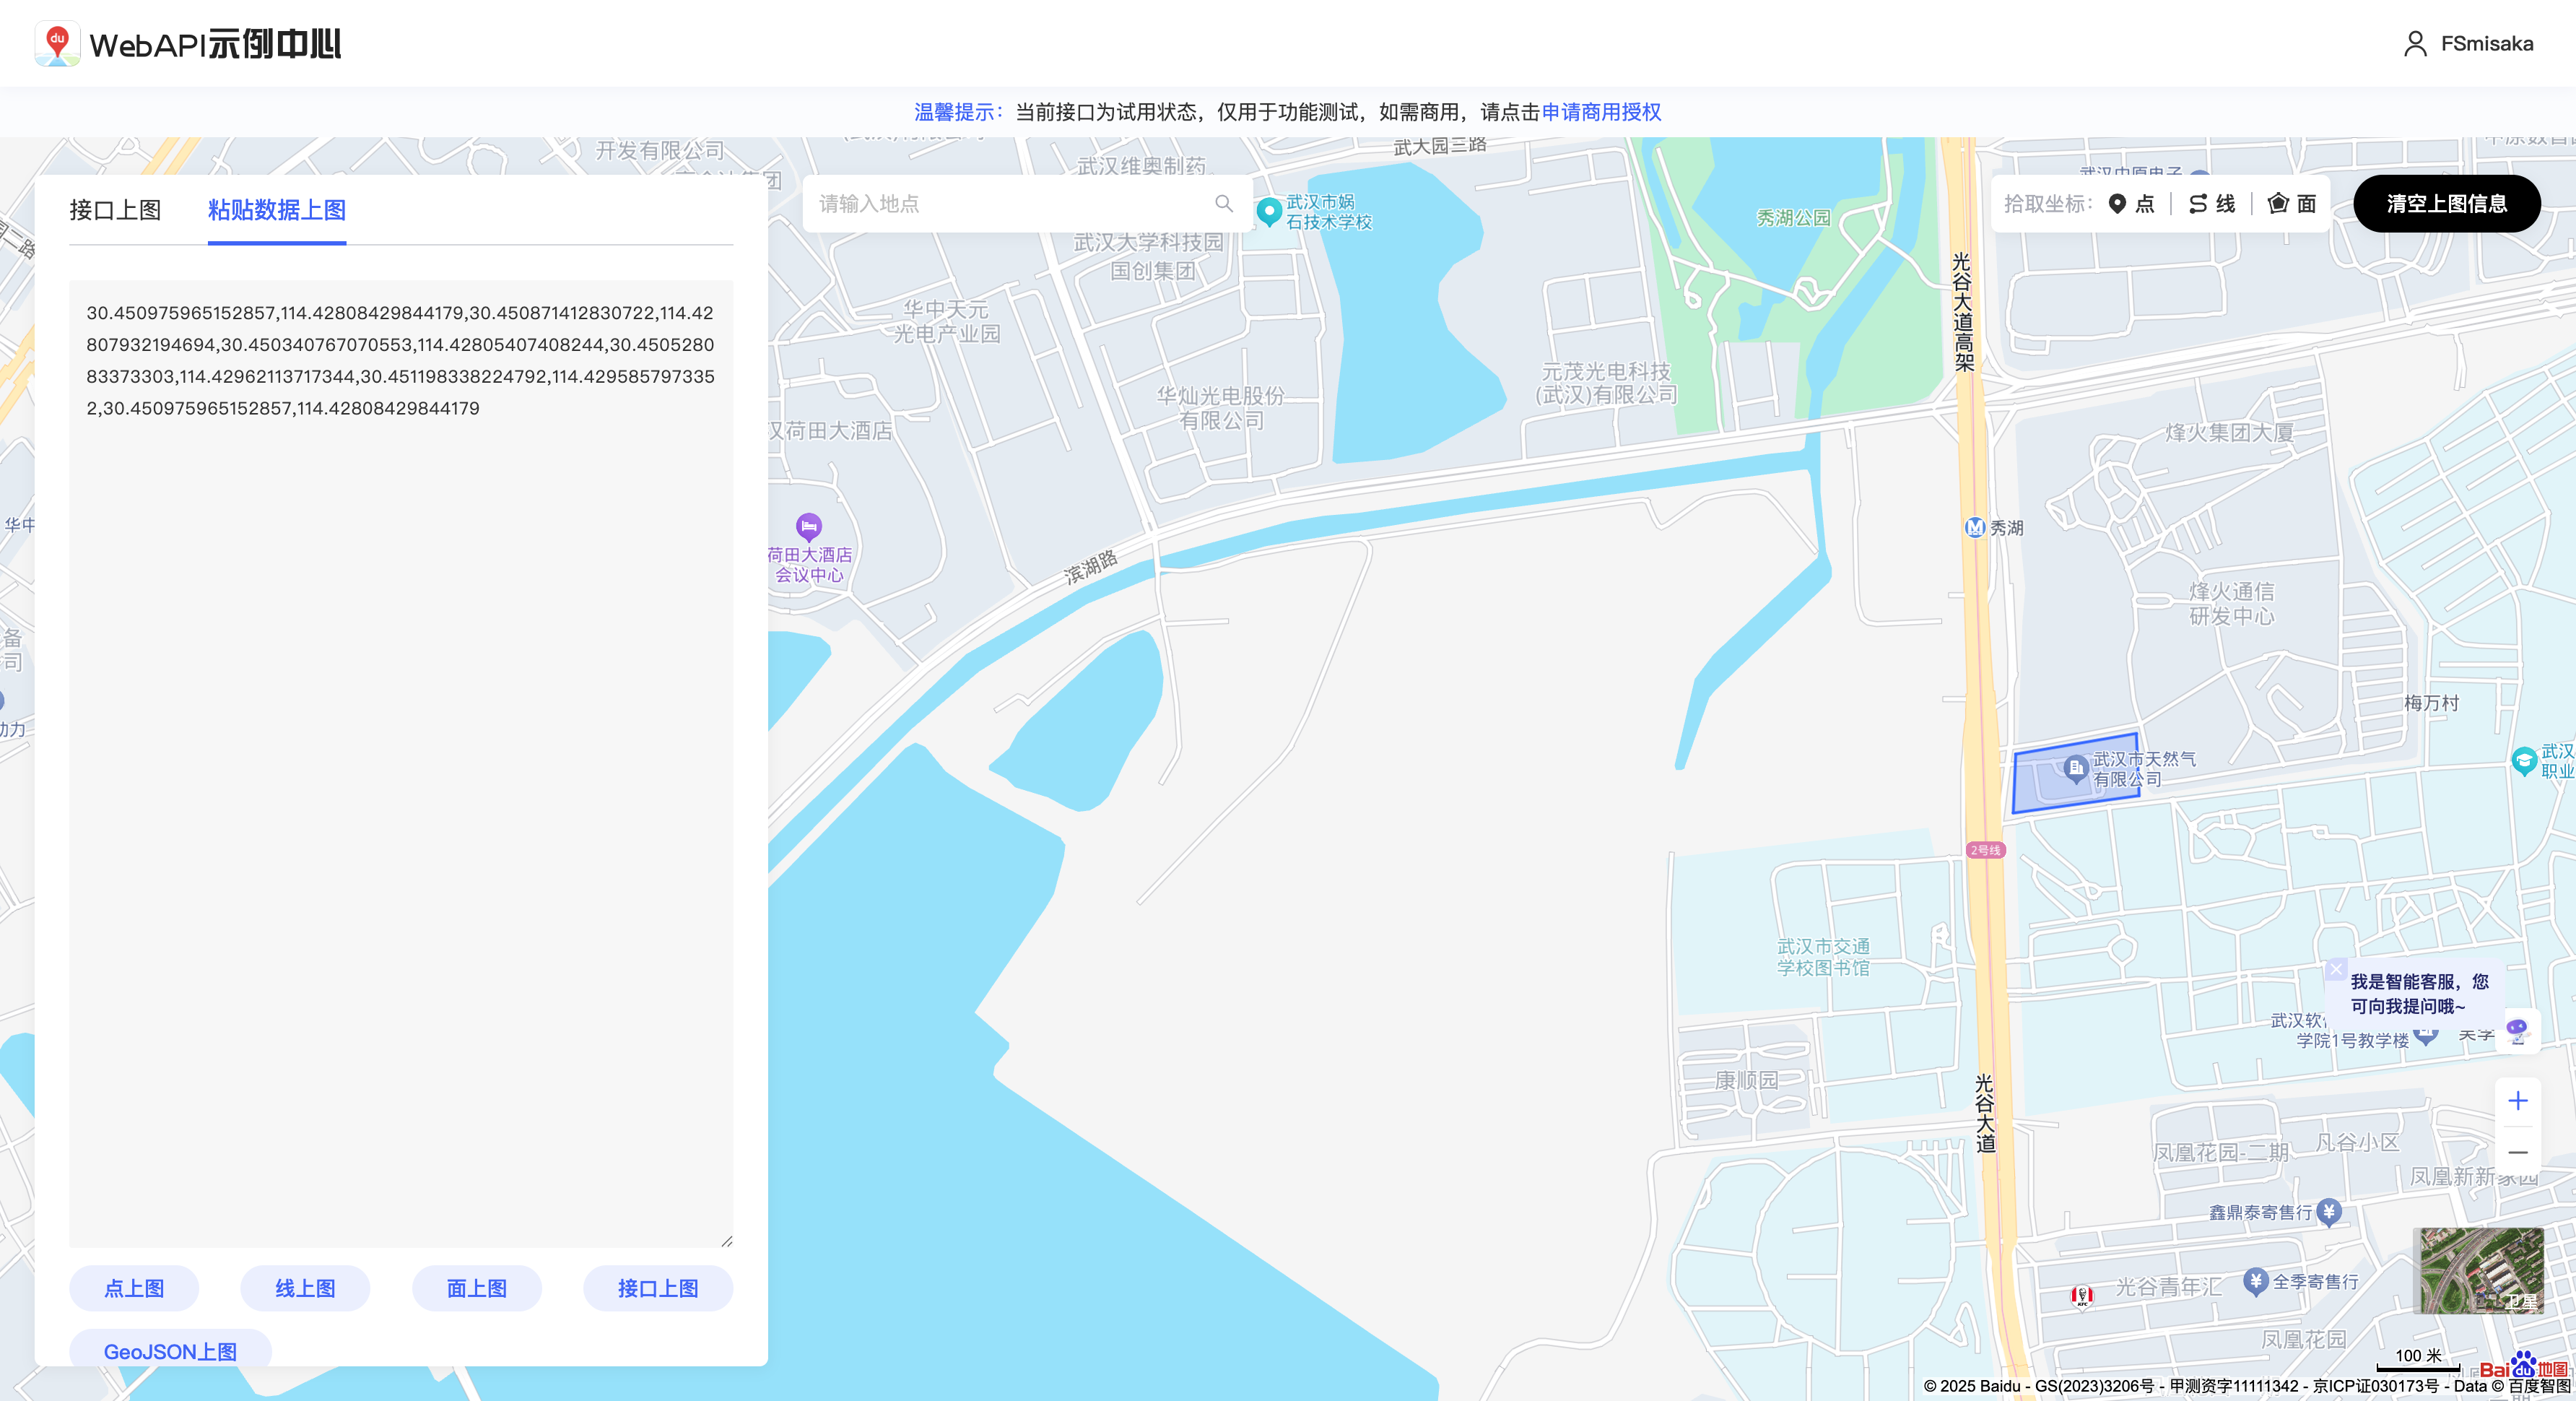 du WebAPI示例中心
FSmisaka
温馨提示：当前接口为试用状态，仅用于功能测试，如需商用，请点击申请商用授权
接口上图
粘贴数据上图
30.450975965152857,114.42808429844179,30.450871412830722,114.42
807932194694,30.450340767070553,114.42805407408244,30.4505280
83373303,114.42962113717344,30.451198338224792,114.429585797335
2,30.450975965152857,114.42808429844179
点上图
线上图
面上图
接口上图
GeoJSON上图
请输入地点
拾取坐标：
点
线
面
清空上图信息
开发有限公司
武汉维奥制药
武大园三路
武汉市娲
石技术学校
武汉大学科技园
国创集团
秀湖公园
光谷大道高架
华中天元
光电产业园
华灿光电股份
有限公司
元茂光电科技
(武汉)有限公司
汉荷田大酒店
荷田大酒店
会议中心
滨湖路
烽火集团大厦
秀湖
烽火通信
研发中心
梅万村
武汉市天然气
有限公司
武汉
职业
华中
备
司
动力
2号线
武汉市交通
学校图书馆
我是智能客服，您
可向我提问哦~
武汉软
学院1号教学楼
康顺园
光谷大道
凤凰花园-二期
凡谷小区
凤凰新新家园
鑫鼎泰寄售行
KFC
光谷青年汇
全季寄售行
凤凰花园
卫星
100 米
Bai du 地图
© 2025 Baidu - GS(2023)3206号 - 甲测资字11111342 - 京ICP证030173号 - Data © 百度智图